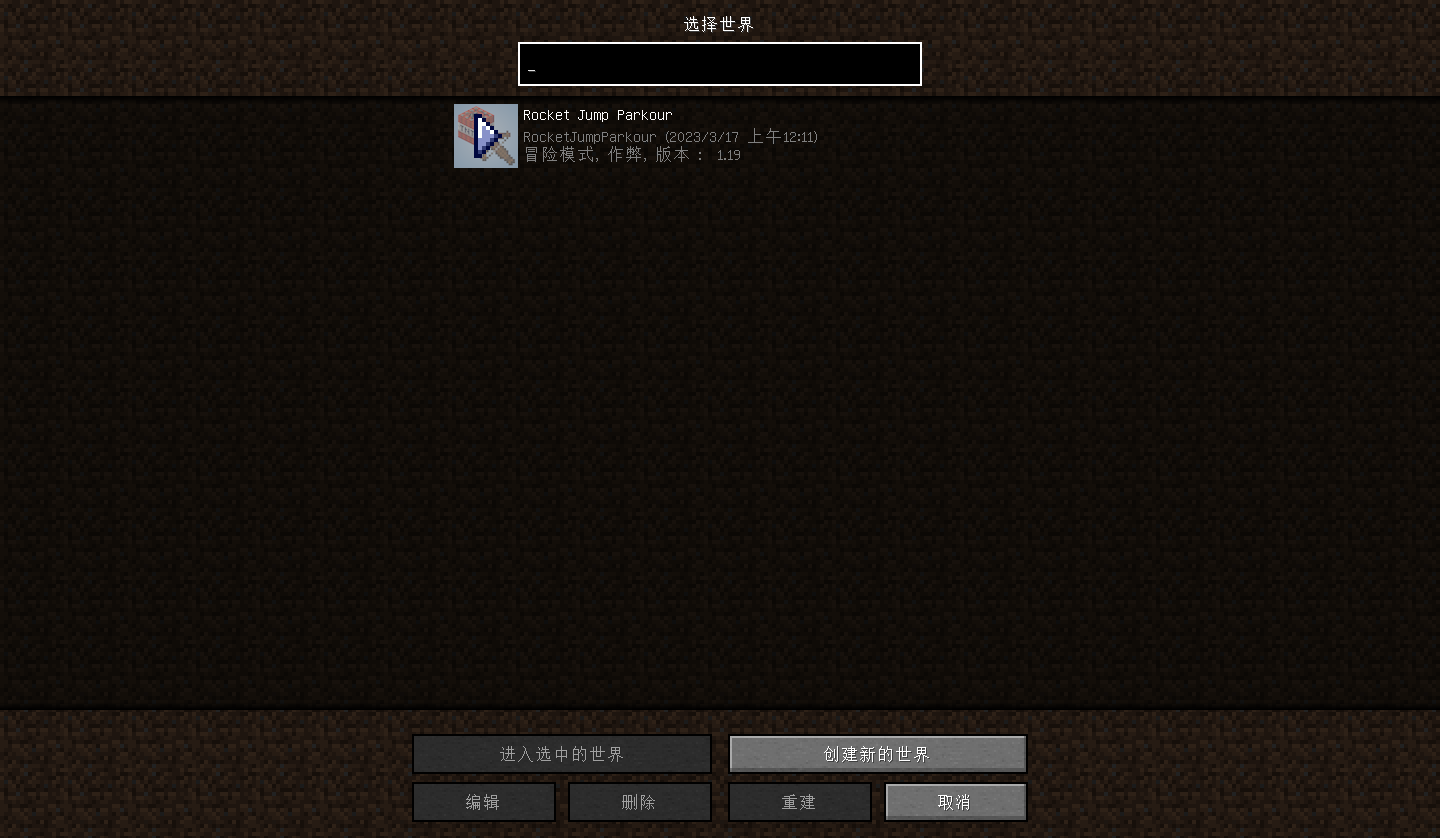 选择世界
_
Rocket Jump Parkour
RocketJumpParkour (2023/3/17 上午12:11)
冒险模式, 作弊, 版本： 1.19
进入选中的世界
创建新的世界
编辑
删除
重建
取消